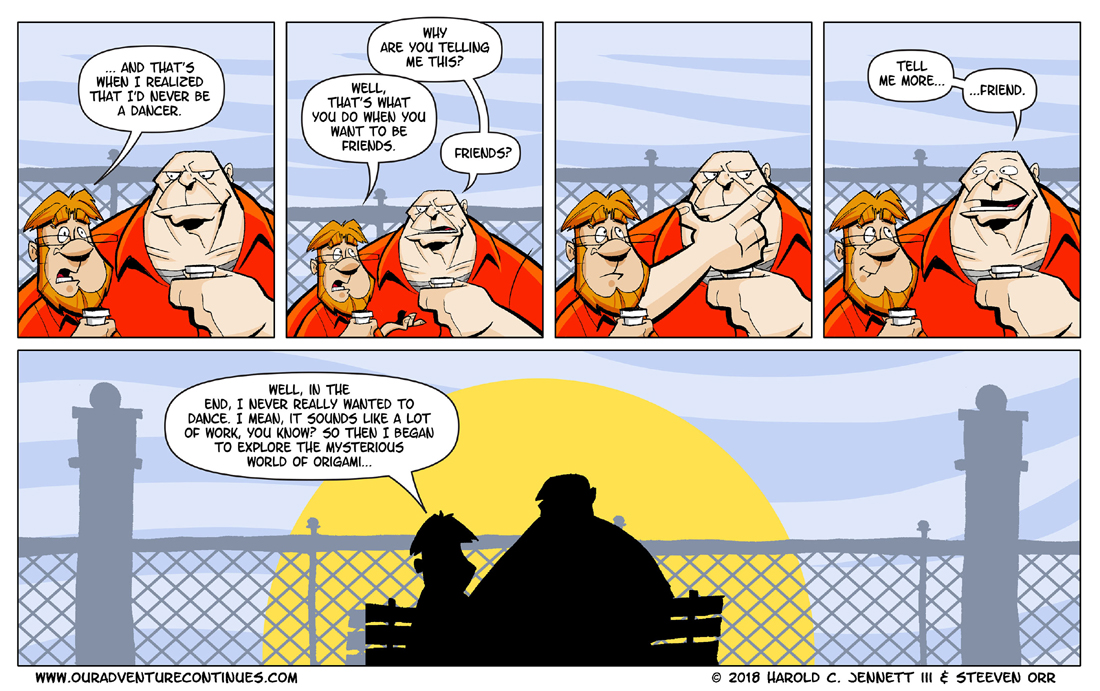 ... AND THAT'S
WHEN I REALIZED
THAT I'D NEVER BE
A DANCER.
WELL,
THAT'S WHAT
YOU DO WHEN YOU
WANT TO BE
FRIENDS.
WHY
ARE YOU TELLING
ME THIS?
FRIENDS?
TELL
ME MORE...
...FRIEND.
WELL, IN THE
END, I NEVER REALLY WANTED TO
DANCE. I MEAN, IT SOUNDS LIKE A LOT
OF WORK, YOU KNOW? SO THEN I BEGAN
TO EXPLORE THE MYSTERIOUS
WORLD OF ORIGAMI...
WWW.OURADVENTURECONTINUES.COM
© 2018 HAROLD C. JENNETT III & STEEVEN ORR